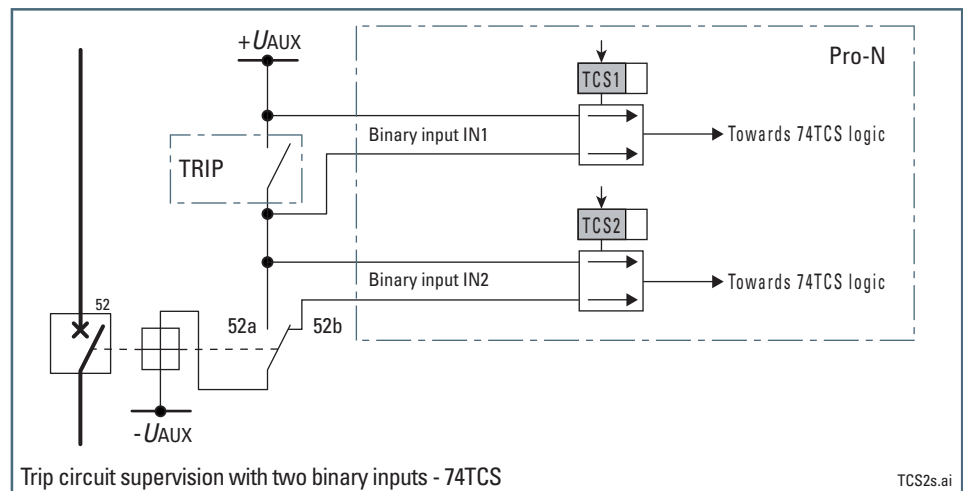 +UAUX
Pro-N
TCS1
Binary input IN1
Towards 74TCS logic
TRIP
TCS2
Binary input IN2
Towards 74TCS logic
52
52a
52b
-UAUX
Trip circuit supervision with two binary inputs - 74TCS
TCS2s.ai